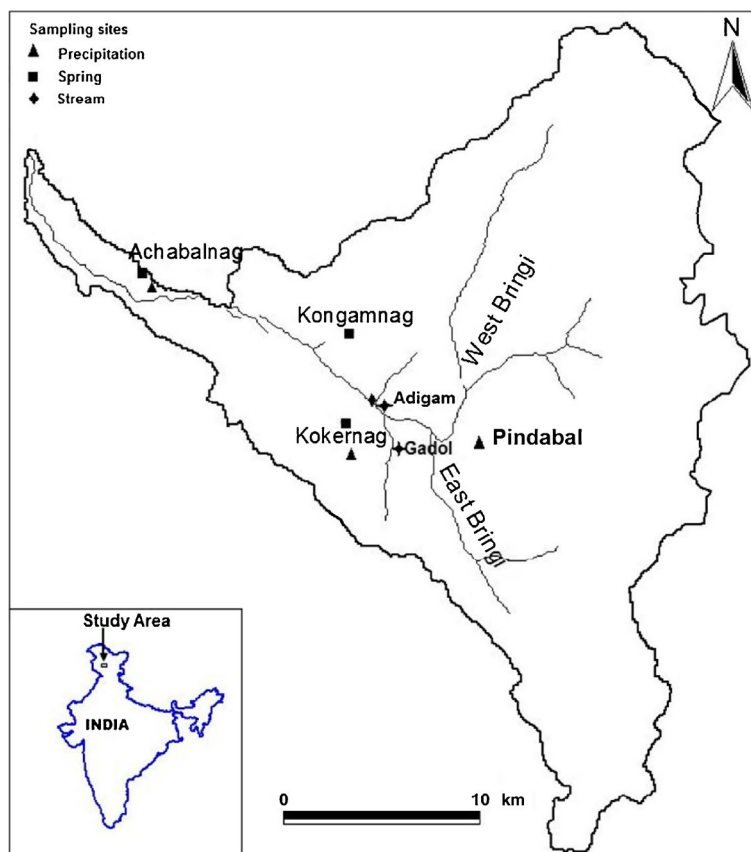 Sampling sites
Precipitation
Spring
Stream
N
Achabalnag
Kongamnag
West Bringi
Adigam
Kokernag
Gadol
Pindabal
East Bringi
Study Area
INDIA
0 10 km